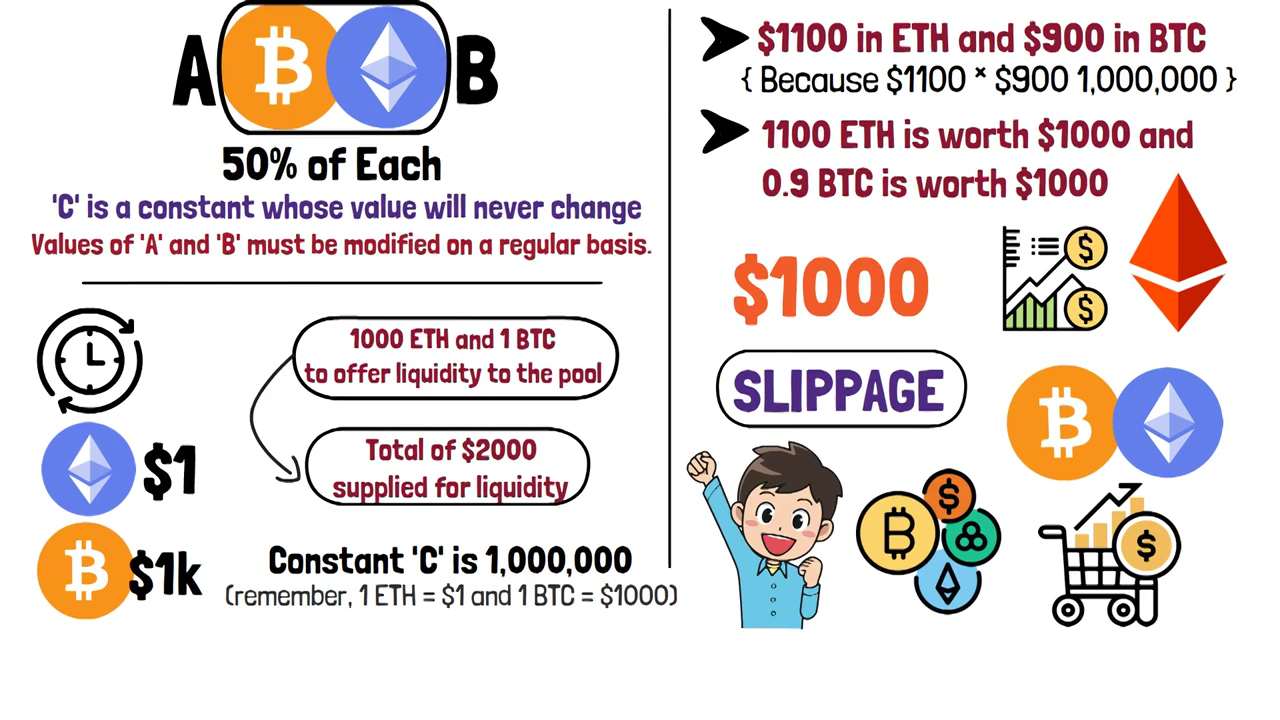 A B
50% of Each
'C' is a constant whose value will never change
Values of 'A' and 'B' must be modified on a regular basis.
1000 ETH and 1 BTC
to offer liquidity to the pool
$1
Total of $2000
supplied for liquidity
$1k
Constant 'C' is 1,000,000
(remember, 1 ETH = $1 and 1 BTC = $1000)
$1100 in ETH and $900 in BTC
{ Because $1100 * $900 1,000,000 }
1100 ETH is worth $1000 and
0.9 BTC is worth $1000
$1000
SLIPPAGE